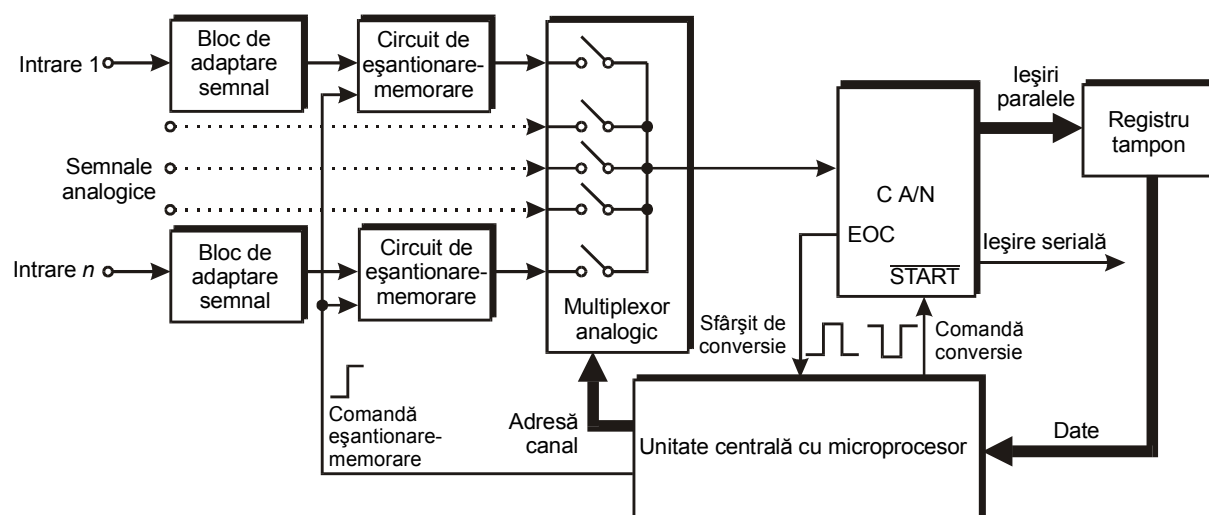 Intrare 1
Bloc de
adaptare
semnal
Circuit de
eşantionare-
memorare
Semnale
analogice
Intrare n
Bloc de
adaptare
semnal
Circuit de
eşantionare-
memorare
Multiplexor
analogic
C A/N
EOC
START
Ieşiri
paralele
Registru
tampon
Ieşire serială
Sfârşit de
conversie
Comandă
conversie
Comandă
eşantionare-
memorare
Adresă
canal
Unitate centrală cu microprocesor
Date